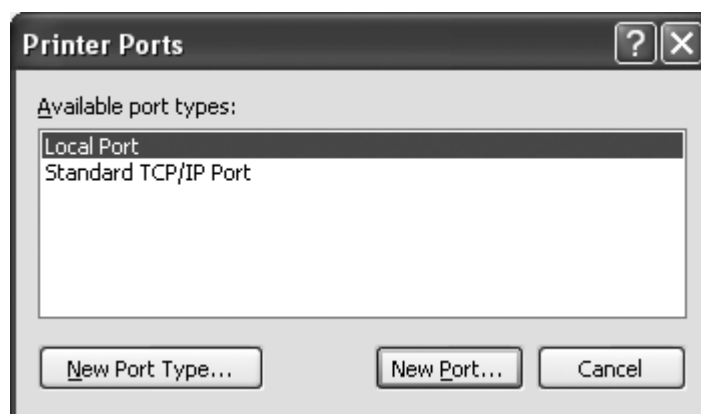 Printer Ports
Available port types:
Local Port
Standard TCP/IP Port
New Port Type... New Port... Cancel